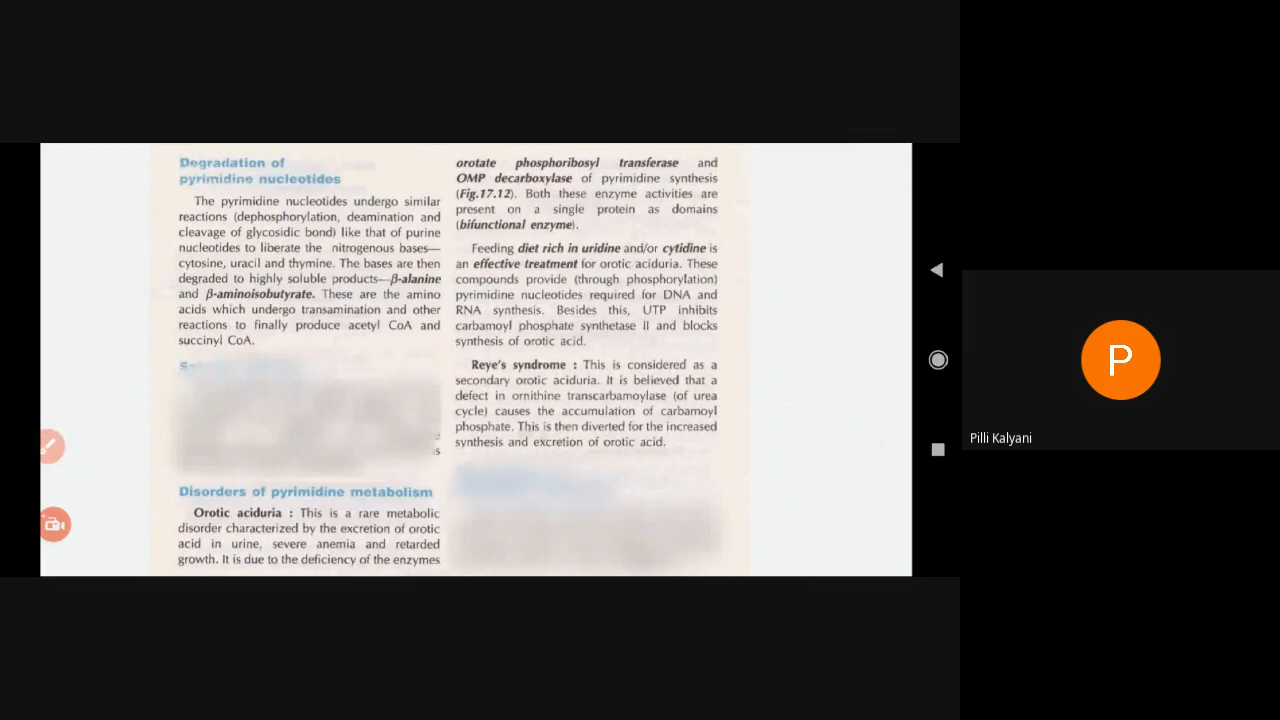 Degradation of
pyrimidine nucleotides
The pyrimidine nucleotides undergo similar
reactions (dephosphorylation, deamination and
cleavage of glycosidic bond) like that of purine
nucleotides to liberate the nitrogenous bases—
cytosine, uracil and thymine. The bases are then
degraded to highly soluble products—β-alanine
and β-aminoisobutyrate. These are the amino
acids which undergo transamination and other
reactions to finally produce acetyl CoA and
succinyl CoA.
Disorders of pyrimidine metabolism
Orotic aciduria : This is a rare metabolic
disorder characterized by the excretion of orotic
acid in urine, severe anemia and retarded
growth. It is due to the deficiency of the enzymes
orotate phosphoribosyl transferase and
OMP decarboxylase of pyrimidine synthesis
(Fig.17.12). Both these enzyme activities are
present on a single protein as domains
(bifunctional enzyme).
Feeding diet rich in uridine and/or cytidine is
an effective treatment for orotic aciduria. These
compounds provide (through phosphorylation)
pyrimidine nucleotides required for DNA and
RNA synthesis. Besides this, UTP inhibits
carbamoyl phosphate synthetase II and blocks
synthesis of orotic acid.
Reye's syndrome : This is considered as a
secondary orotic aciduria. It is believed that a
defect in ornithine transcarbamoylase (of urea
cycle) causes the accumulation of carbamoyl
phosphate. This is then diverted for the increased
synthesis and excretion of orotic acid.
P
Pilli Kalyani